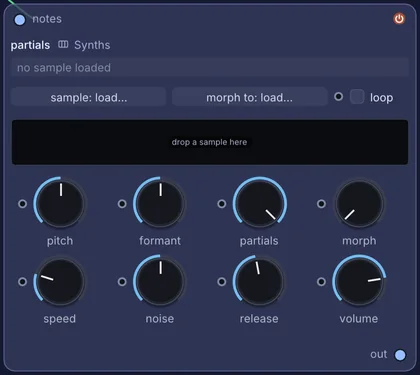 notes
partials Synths
no sample loaded
sample: load... morph to: load... loop
drop a sample here
pitch formant partials morph
speed noise release volume
out